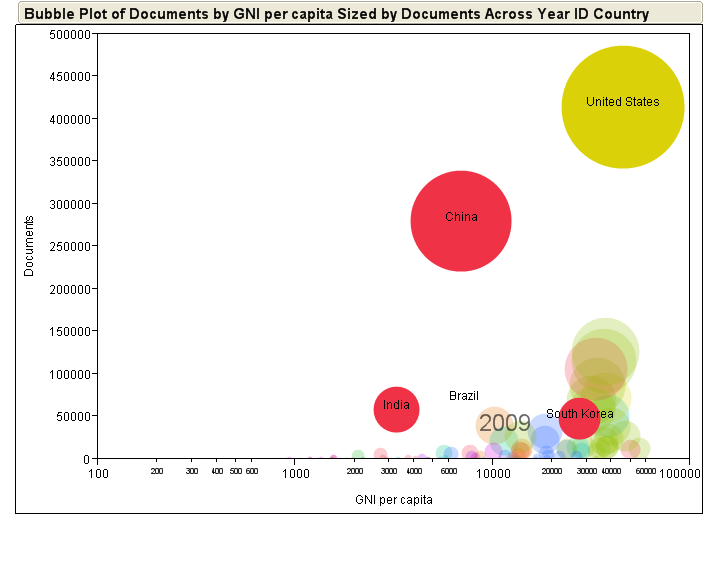 Bubble Plot of Documents by GNI per capita Sized by Documents Across Year ID Country
500000
450000
400000
350000
300000
250000
200000
150000
100000
50000
0
Documents
United States
China
India
Brazil
2009
South Korea
100 200 300 400 500 600 1000 2000 3000 4000 6000 10000 20000 30000 40000 60000 100000
GNI per capita